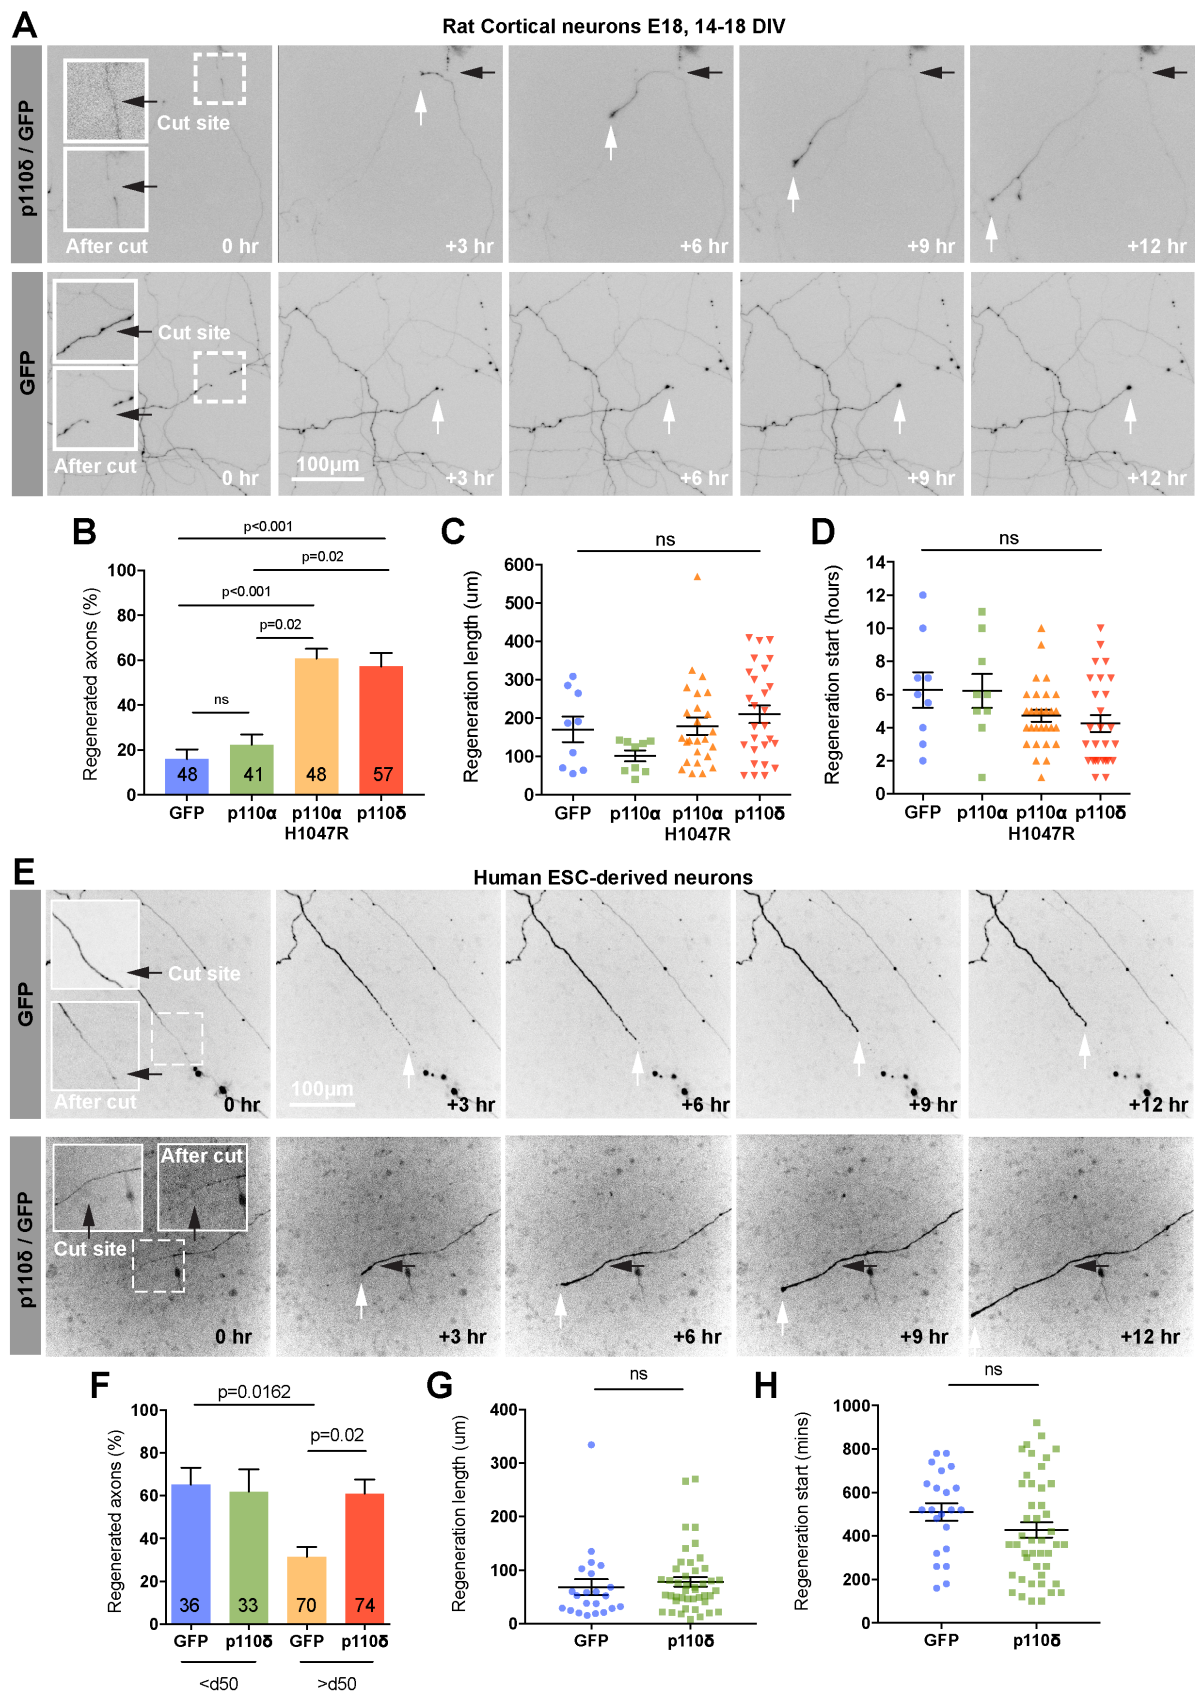 A
Rat Cortical neurons E18, 14-18 DIV
p110δ / GFP
Cut site
After cut
0 hr
+3 hr
+6 hr
+9 hr
+12 hr
GFP
Cut site
After cut
0 hr
100μm
+3 hr
+6 hr
+9 hr
+12 hr
B
Regenerated axons (%)
100
80
60
40
20
0
p<0.001
p=0.02
p<0.001
p=0.02
ns
48
41
48
57
GFP
p110α
p110α
H1047R
p110δ
C
Regeneration length (um)
600
500
400
300
200
100
0
ns
GFP
p110α
p110α
H1047R
p110δ
D
Regeneration start (hours)
14
12
10
8
6
4
2
0
ns
GFP
p110α
p110α
H1047R
p110δ
E
Human ESC-derived neurons
GFP
Cut site
After cut
0 hr
100μm
+3 hr
+6 hr
+9 hr
+12 hr
p110δ / GFP
After cut
Cut site
0 hr
+3 hr
+6 hr
+9 hr
+12 hr
F
Regenerated axons (%)
100
80
60
40
20
0
p=0.0162
p=0.02
36
33
70
74
GFP
p110δ
GFP
p110δ
<d50
>d50
G
Regeneration length (um)
400
300
200
100
0
ns
GFP
p110δ
H
Regeneration start (mins)
1000
800
600
400
200
0
ns
GFP
p110δ